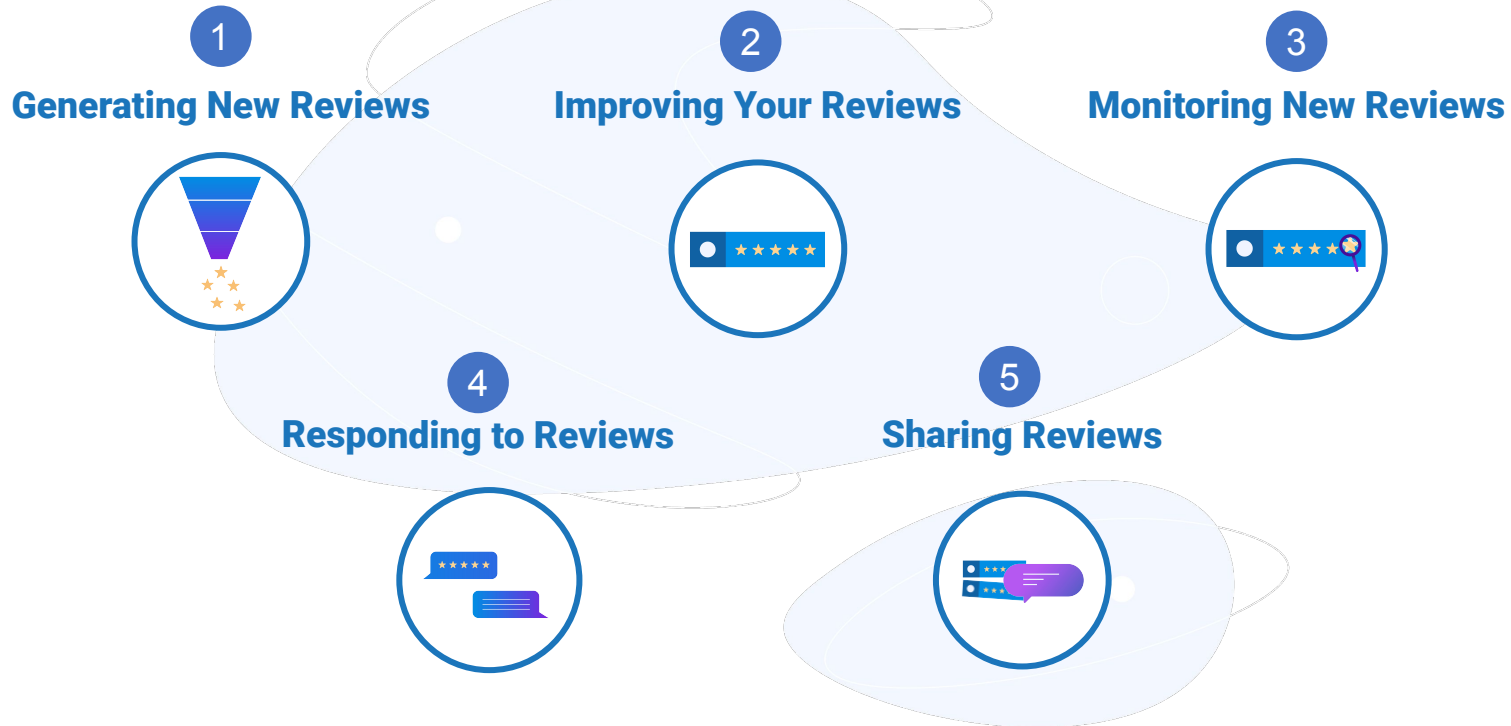 1
Generating New Reviews
2
Improving Your Reviews
3
Monitoring New Reviews
4
Responding to Reviews
5
Sharing Reviews